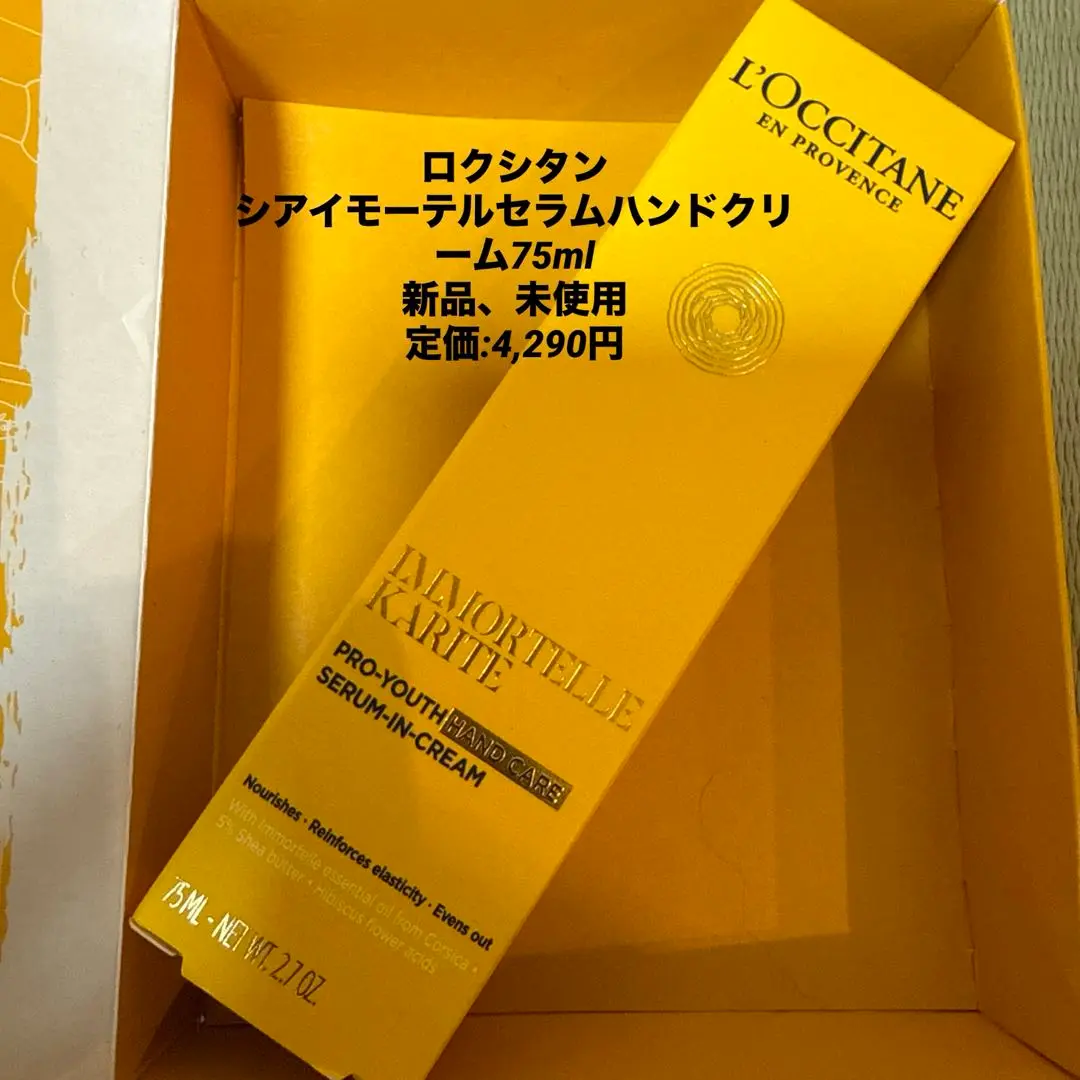 ロクシタン
シアイモーテルセラムハンドクリ
ーム75ml
新品、未使用
定価:4,290円
L'OCCITANE
EN PROVENCE
IMMORTELLE
KARITE
PRO-YOUTH HAND CARE
SERUM-IN-CREAM
Nourishes · Reinforces elasticity · Evens out
With Immortelle essential oil from Corsica +
5% Shea butter + Hibiscus flower acids
75 ML - NET WT. 2.7 OZ.